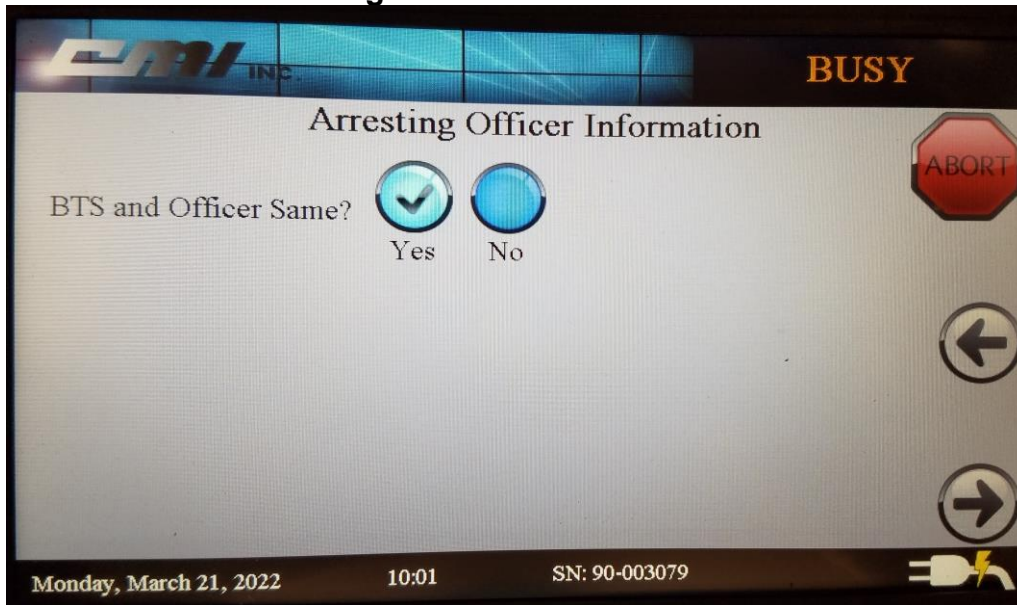 CMI INC.
BUSY
Arresting Officer Information
ABORT
BTS and Officer Same?
Yes No
Monday, March 21, 2022 10:01 SN: 90-003079